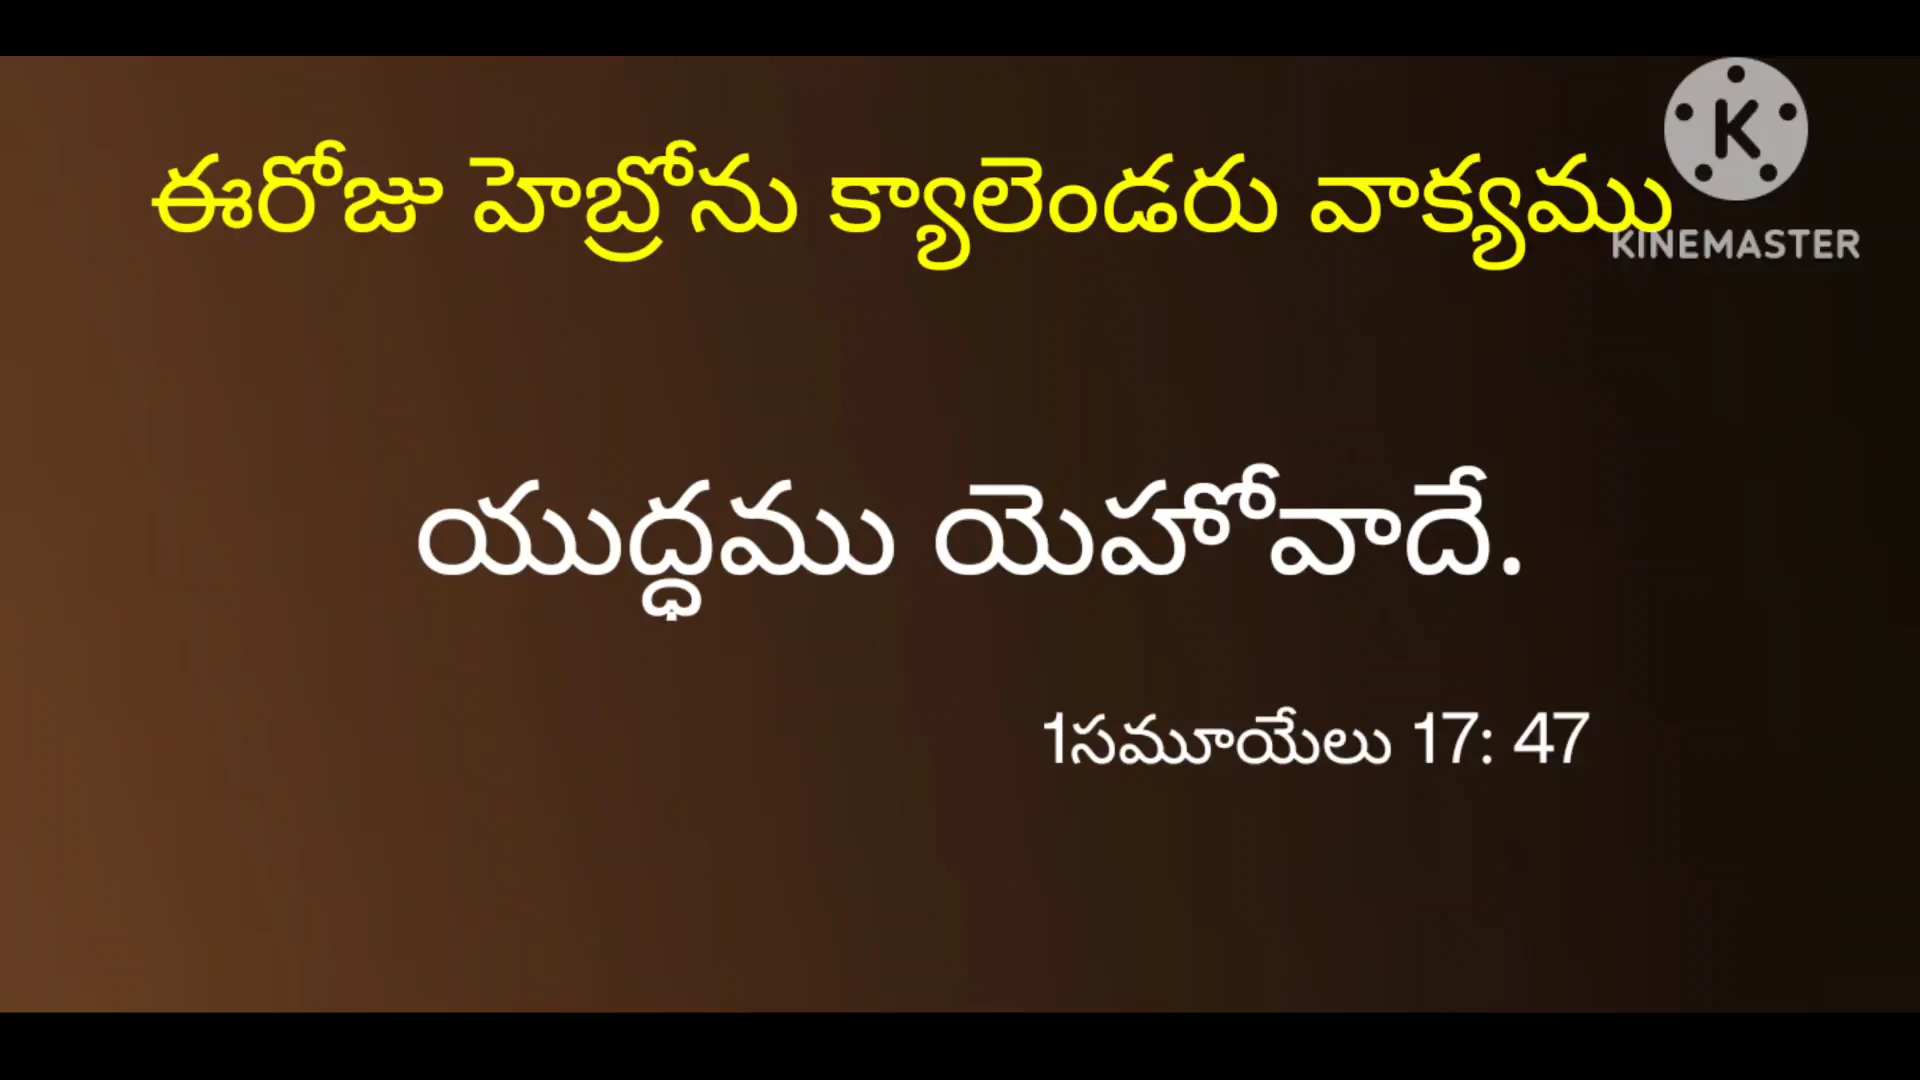 ఈరోజు హెబ్రోను క్యాలెండరు వాక్యము
K
KINEMASTER
యుద్ధము యెహోవాదే.
1సమూయేలు 17: 47